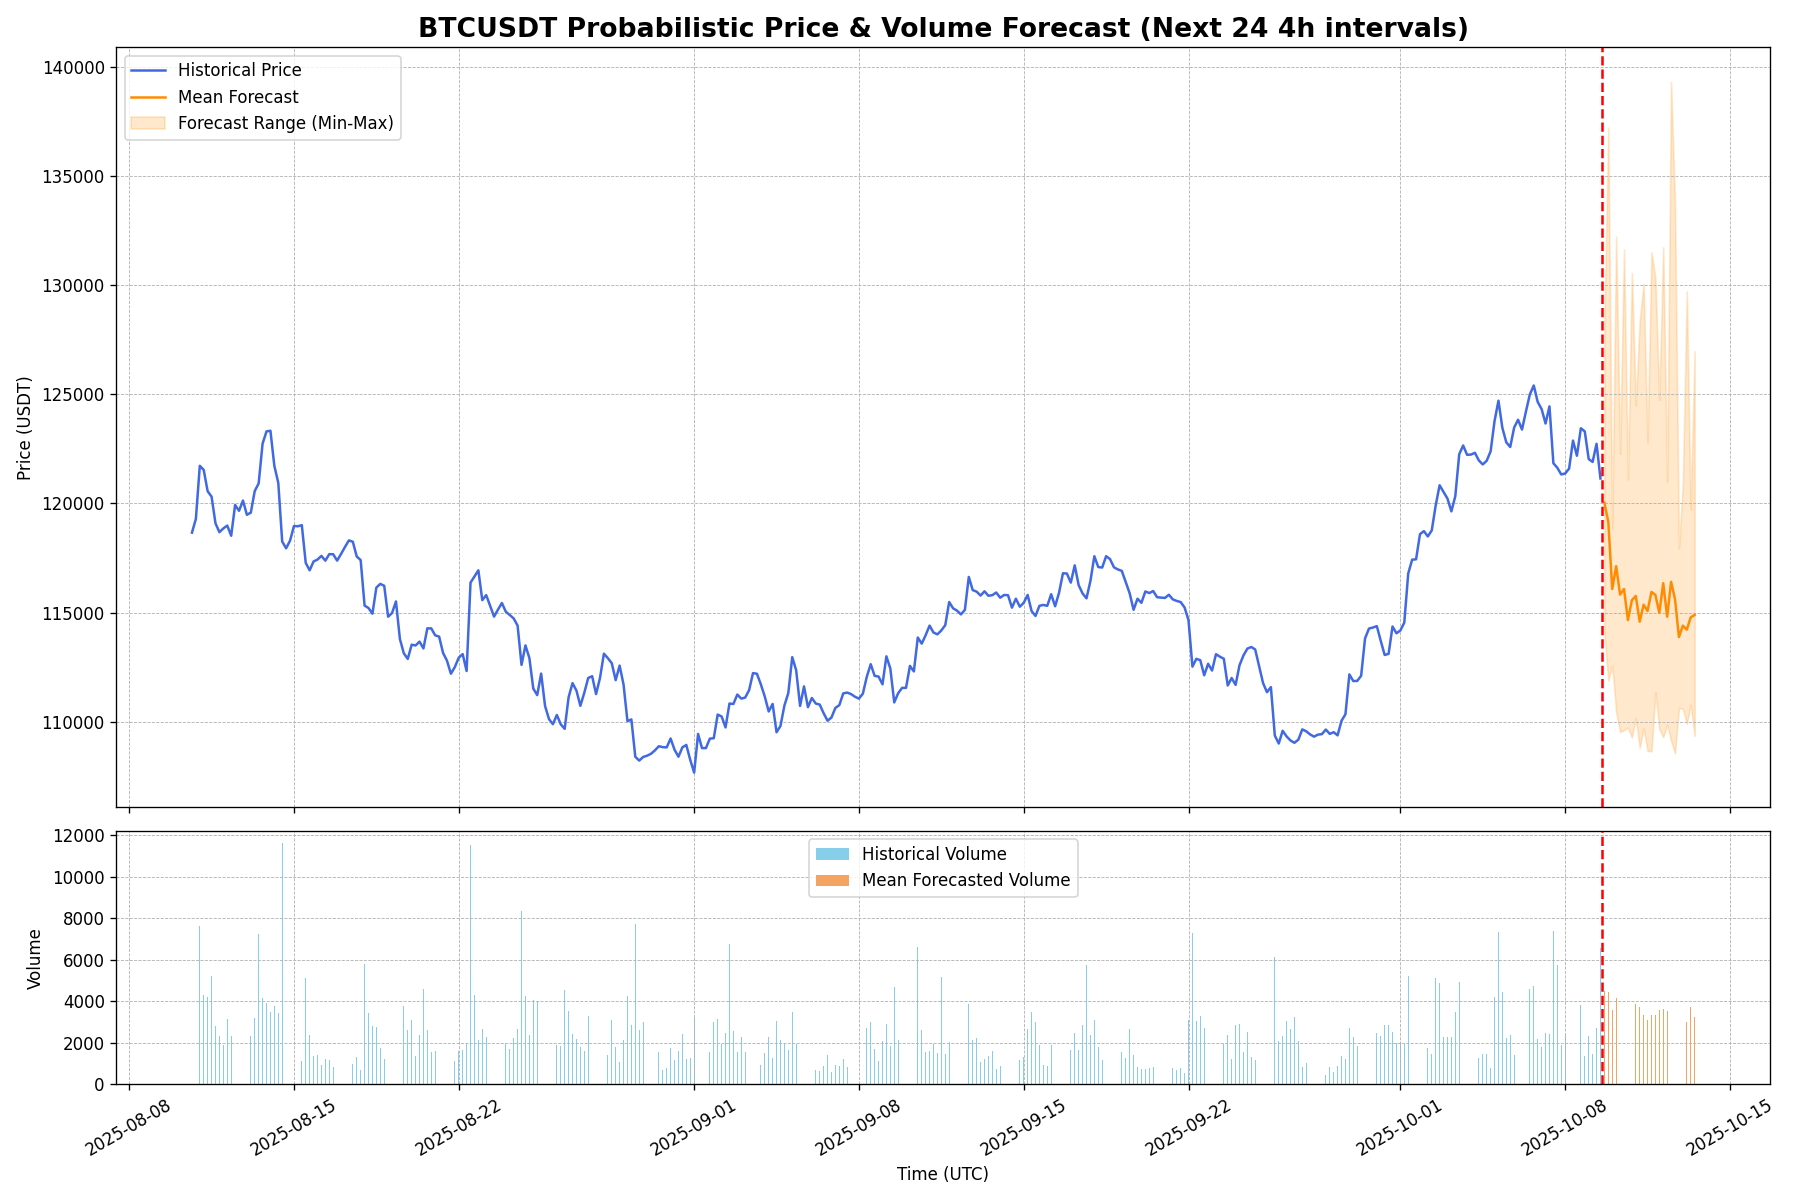 BTCUSDT Probabilistic Price & Volume Forecast (Next 24 4h intervals)
Historical Price
Mean Forecast
Forecast Range (Min-Max)
Price (USDT)
140000
135000
130000
125000
120000
115000
110000
Historical Volume
Mean Forecasted Volume
Volume
12000
10000
8000
6000
4000
2000
0
2025-08-08
2025-08-15
2025-08-22
2025-09-01
2025-09-08
2025-09-15
2025-09-22
2025-10-01
2025-10-08
2025-10-15
Time (UTC)